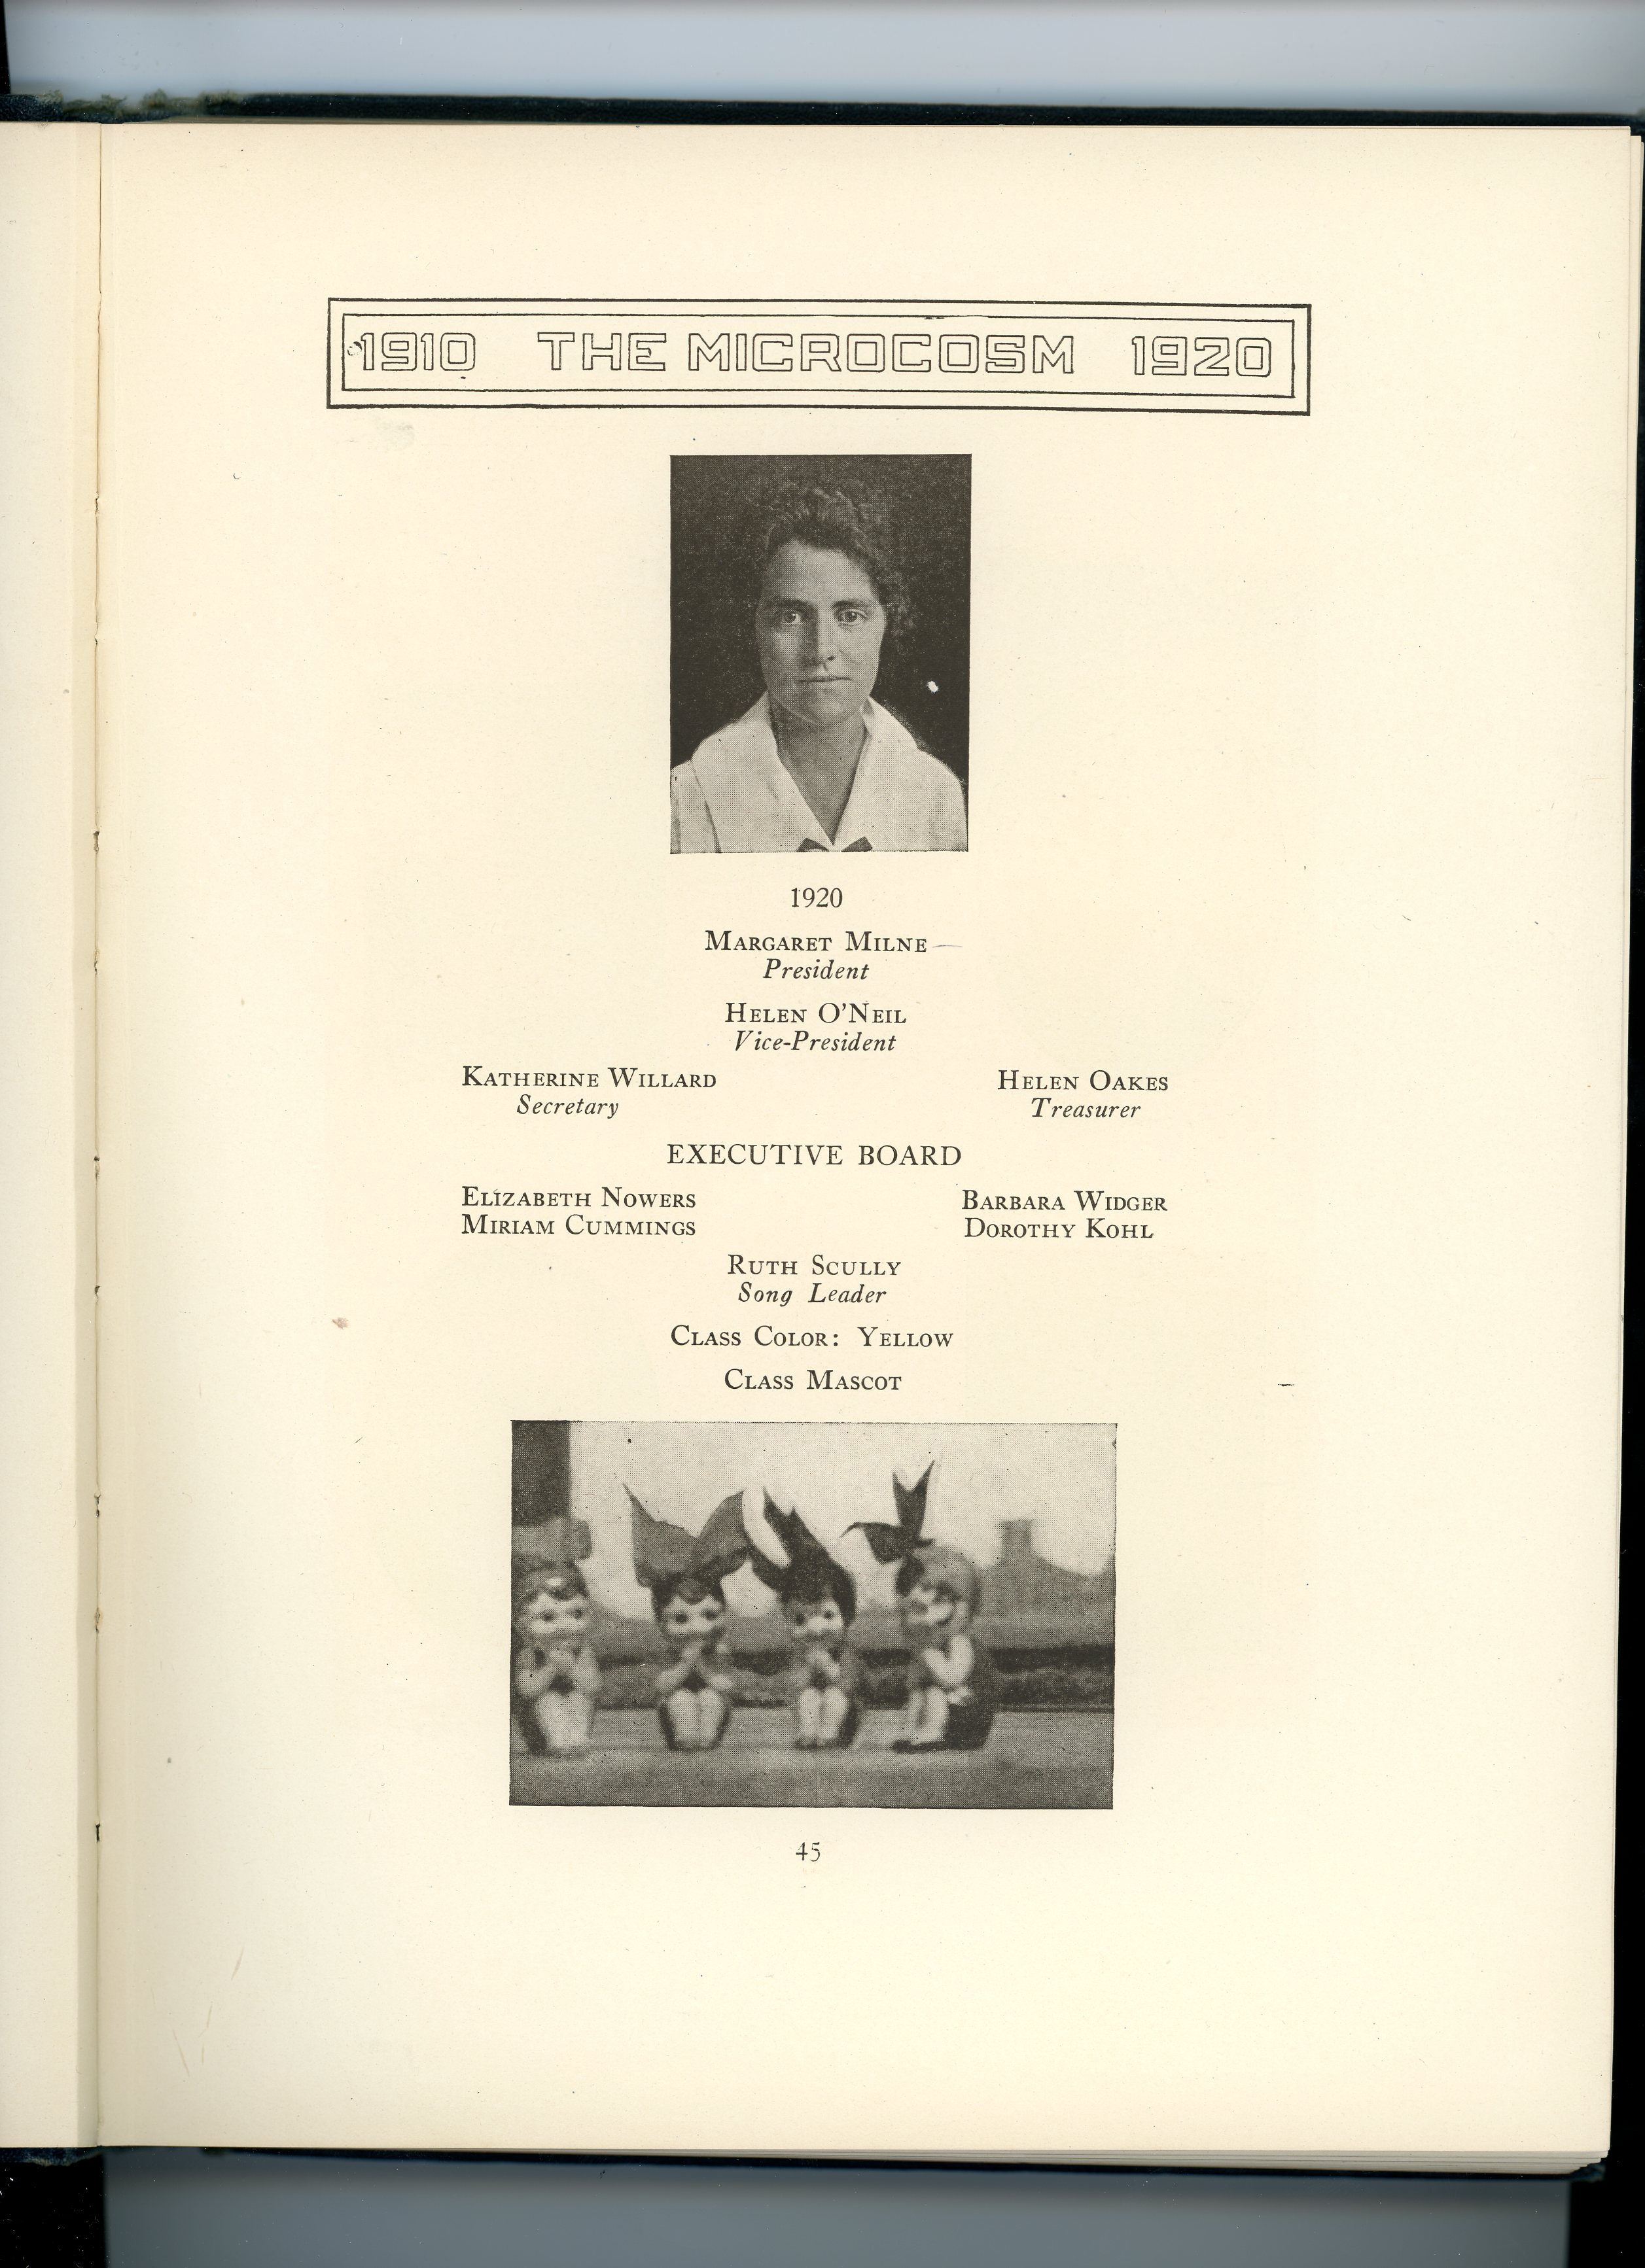 1910 THE MICROCOSM 1920
1920
MARGARET MILNE
President
HELEN O'NEIL
Vice-President
KATHERINE WILLARD HELEN OAKES
Secretary Treasurer
EXECUTIVE BOARD
ELIZABETH NOWERS BARBARA WIDGER
MIRIAM CUMMINGS DOROTHY KOHL
RUTH SCULLY
Song Leader
CLASS COLOR: YELLOW
CLASS MASCOT
45